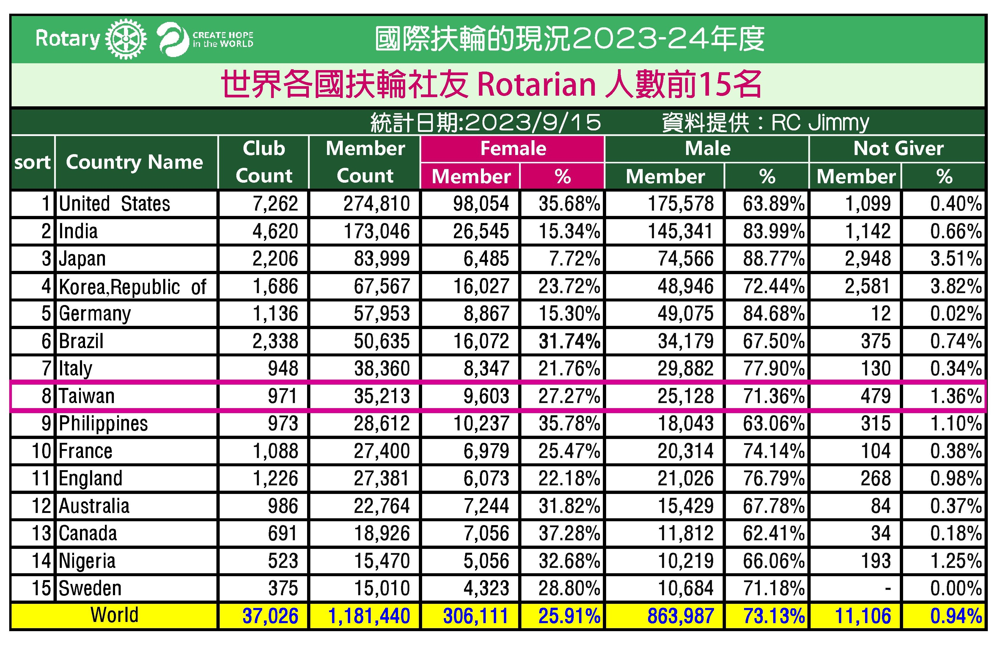 Rotary CREATE HOPE in the WORLD 國際扶輪的現況2023-24年度
世界各國扶輪社友 Rotarian 人數前15名
統計日期:2023/9/15 資料提供：RC Jimmy
sort Country Name Club Count Member Count Female Male Not Giver
Member % Member % Member %
1 United States 7,262 274,810 98,054 35.68% 175,578 63.89% 1,099 0.40%
2 India 4,620 173,046 26,545 15.34% 145,341 83.99% 1,142 0.66%
3 Japan 2,206 83,999 6,485 7.72% 74,566 88.77% 2,948 3.51%
4 Korea,Republic of 1,686 67,567 16,027 23.72% 48,946 72.44% 2,581 3.82%
5 Germany 1,136 57,953 8,867 15.30% 49,075 84.68% 12 0.02%
6 Brazil 2,338 50,635 16,072 31.74% 34,179 67.50% 375 0.74%
7 Italy 948 38,360 8,347 21.76% 29,882 77.90% 130 0.34%
8 Taiwan 971 35,213 9,603 27.27% 25,128 71.36% 479 1.36%
9 Philippines 973 28,612 10,237 35.78% 18,043 63.06% 315 1.10%
10 France 1,088 27,400 6,979 25.47% 20,314 74.14% 104 0.38%
11 England 1,226 27,381 6,073 22.18% 21,026 76.79% 268 0.98%
12 Australia 986 22,764 7,244 31.82% 15,429 67.78% 84 0.37%
13 Canada 691 18,926 7,056 37.28% 11,812 62.41% 34 0.18%
14 Nigeria 523 15,470 5,056 32.68% 10,219 66.06% 193 1.25%
15 Sweden 375 15,010 4,323 28.80% 10,684 71.18% - 0.00%
World 37,026 1,181,440 306,111 25.91% 863,987 73.13% 11,106 0.94%